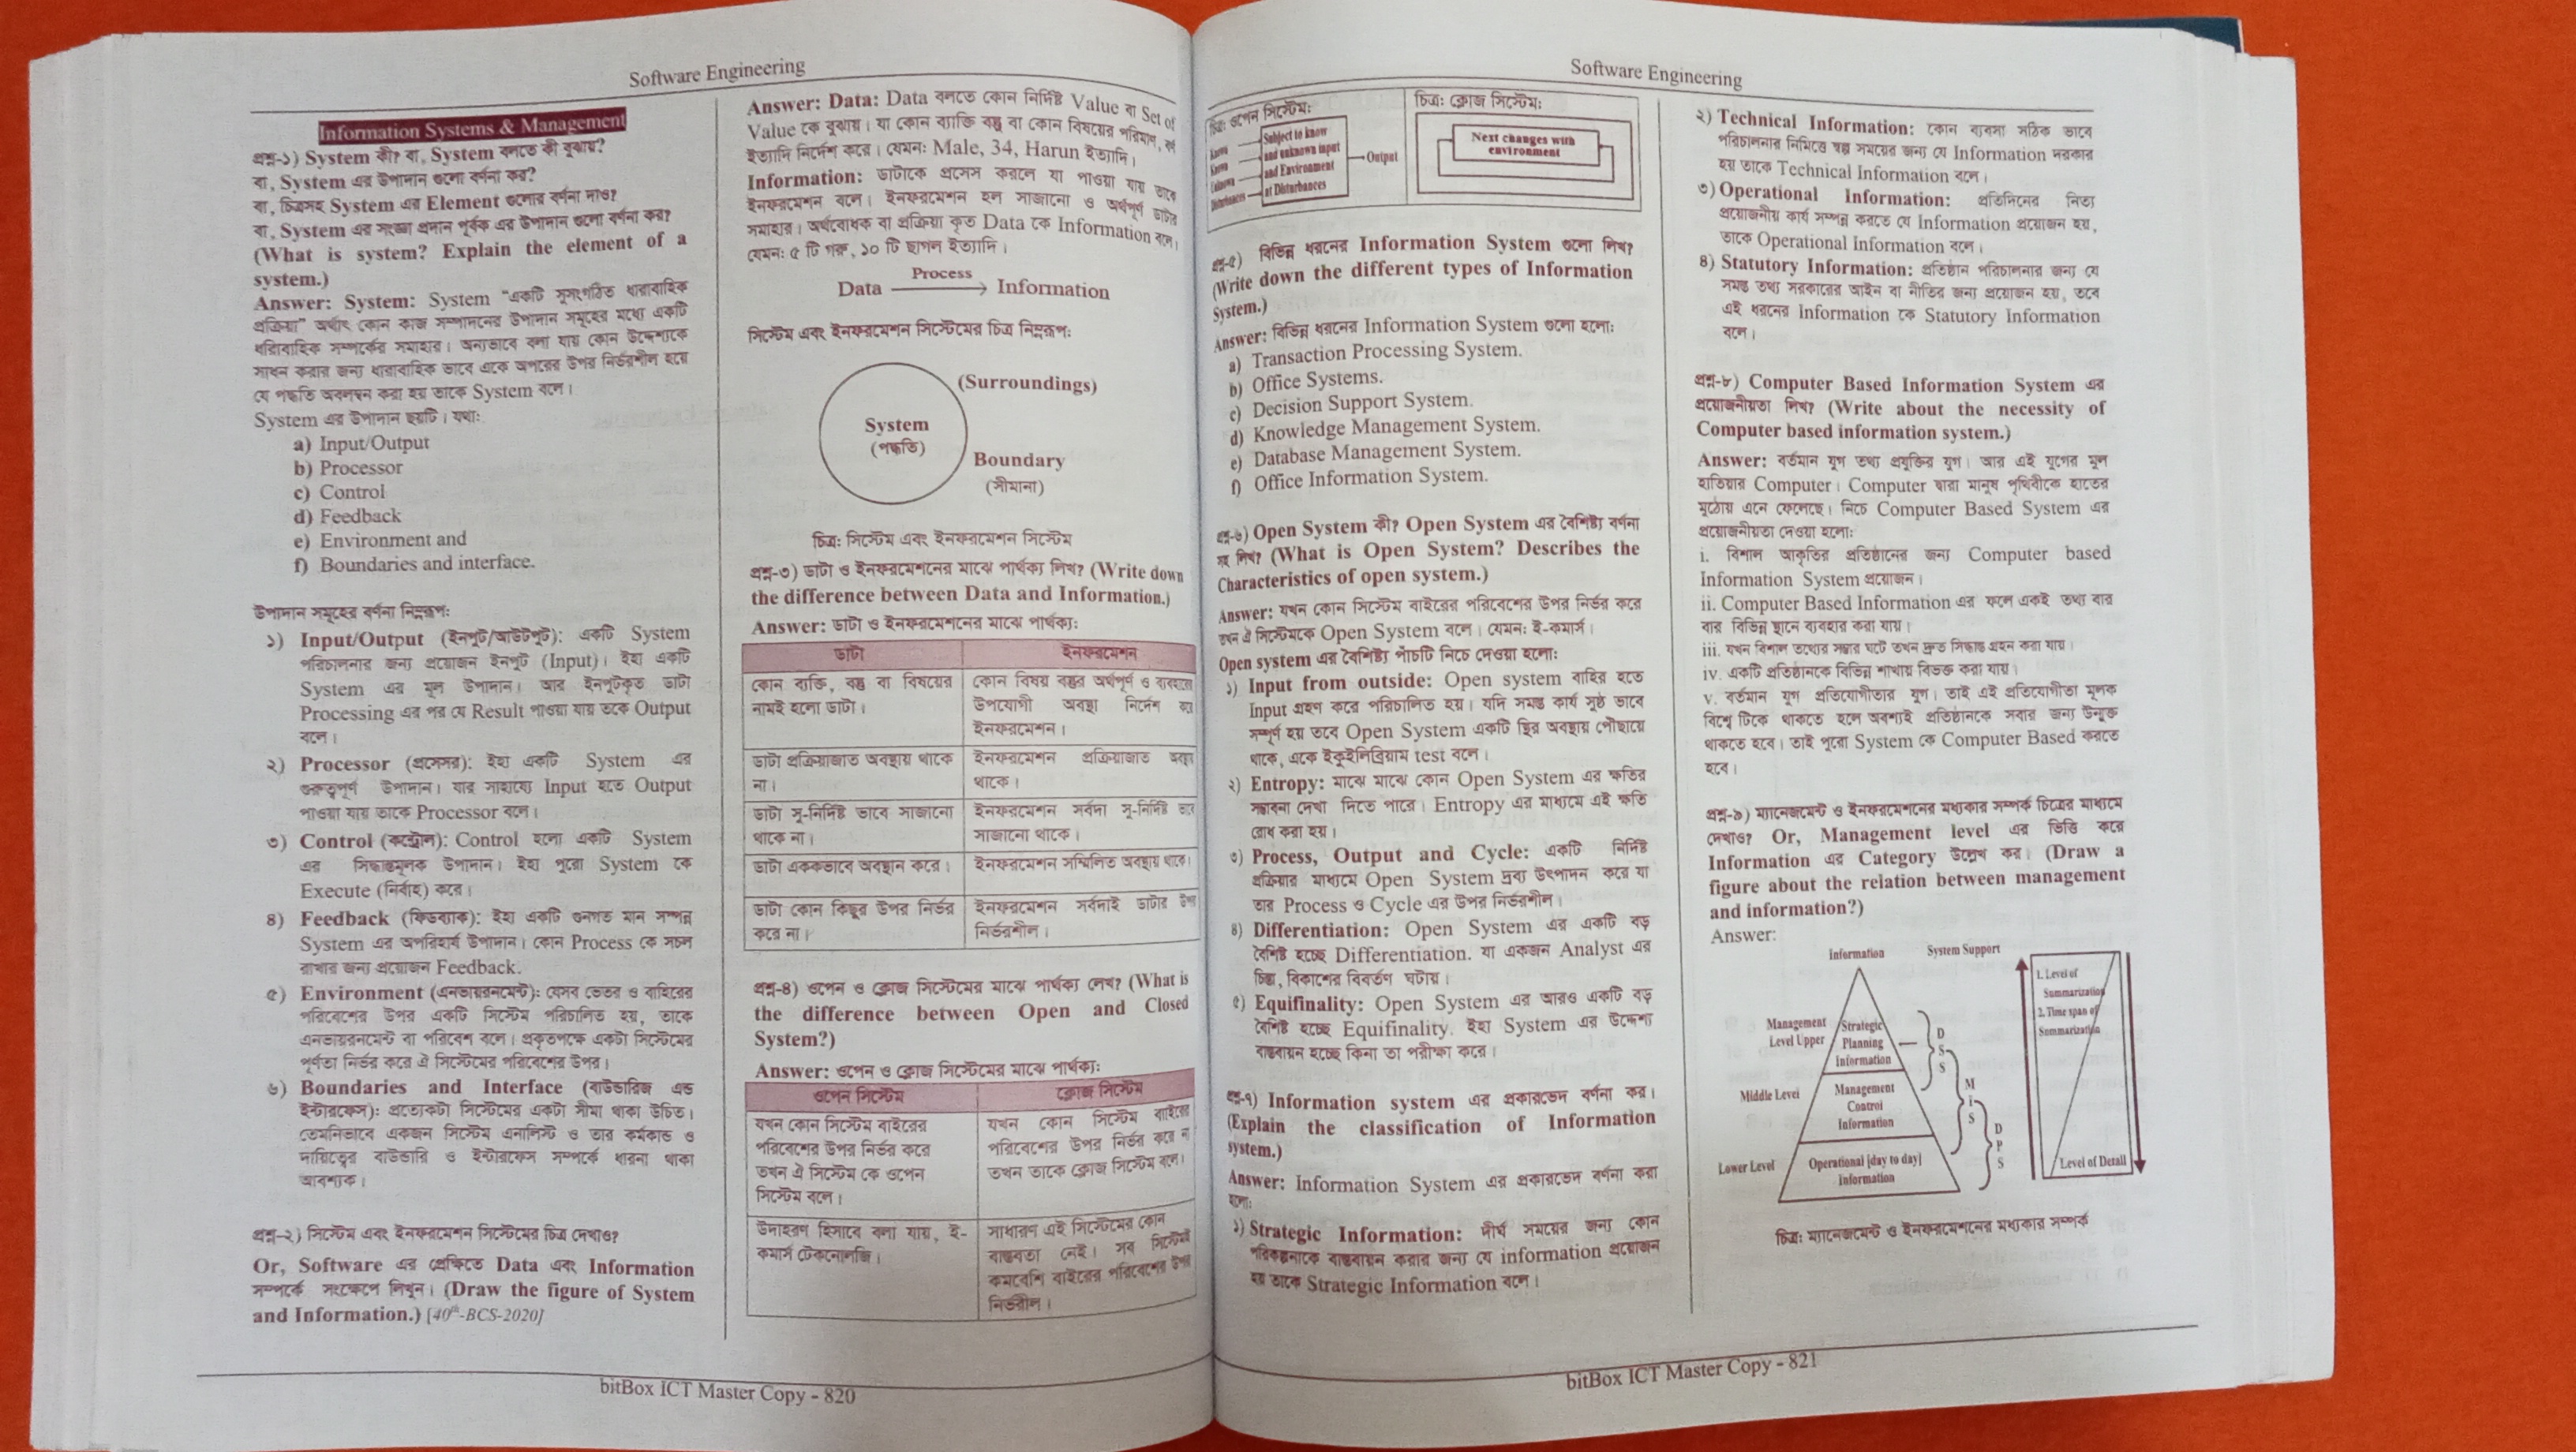 Software Engineering
Information Systems & Management
প্রশ্ন-১) System কী? বা, System বলতে কী বুঝায়?
বা, System এর উপাদান গুলো বর্ণনা কর?
বা, চিত্রসহ System এর Element গুলোর বর্ণনা দাও?
বা, System এর সংজ্ঞা প্রদান পূর্বক এর উপাদান গুলো বর্ণনা কর?
(What is system? Explain the element of a
system.)
Answer: System: System “একটি সুসংগঠিত ধারাবাহিক
প্রক্রিয়া” অর্থাৎ কোন কাজ সম্পাদনের উপাদান সমূহের মধ্যে একটি
ধারাবাহিক সম্পর্কের সমাহার। অন্যভাবে বলা যায় কোন উদ্দেশ্যকে
সাধন করার জন্য ধারাবাহিক ভাবে একে অপরের উপর নির্ভরশীল হয়ে
যে পদ্ধতি অবলম্বন করা হয় তাকে System বলে।
System এর উপাদান ছয়টি। যথা:
a) Input/Output
b) Processor
c) Control
d) Feedback
e) Environment and
f) Boundaries and interface.
উপাদান সমূহের বর্ণনা নিম্নরূপ:
১) Input/Output (ইনপুট/আউটপুট): একটি System
পরিচালনার জন্য প্রয়োজন ইনপুট (Input)। ইহা একটি
System এর মূল উপাদান। আর ইনপুটকৃত ডাটা
Processing এর পর যে Result পাওয়া যায় তকে Output
বলে।
২) Processor (প্রসেসর): ইহা একটি System এর
গুরুত্বপূর্ণ উপাদান। যার সাহায্যে Input হতে Output
পাওয়া যায় তাকে Processor বলে।
৩) Control (কন্ট্রোল): Control হলো একটি System
এর সিদ্ধান্তমূলক উপাদান। ইহা পুরো System কে
Execute (নির্বাহ) করে।
৪) Feedback (ফিডব্যাক): ইহা একটি গুনগত মান সম্পন্ন
System এর অপরিহার্য উপাদান। কোন Process কে সচল
রাখার জন্য প্রয়োজন Feedback.
৫) Environment (এনভায়রনমেন্ট): যেসব ভেতর ও বাহিরের
পরিবেশের উপর একটি সিস্টেম পরিচালিত হয়, তাকে
এনভায়রনমেন্ট বা পরিবেশ বলে। প্রকৃতপক্ষে একটা সিস্টেমের
পূর্ণতা নির্ভর করে ঐ সিস্টেমের পরিবেশের উপর।
৬) Boundaries and Interface (বাউন্ডারিজ এন্ড
ইন্টারফেস): প্রত্যেকটা সিস্টেমের একটা সীমা থাকা উচিত।
তেমনিভাবে একজন সিস্টেম এনালিস্ট ও তার কর্মকান্ড ও
দায়িত্বের বাউন্ডারি ও ইন্টারফেস সম্পর্কে ধারনা থাকা
আবশ্যক।
প্রশ্ন-২) সিস্টেম এবং ইনফরমেশন সিস্টেমের চিত্র দেখাও?
Or, Software এর প্রেক্ষিতে Data এবং Information
সম্পর্কে সংক্ষেপে লিখুন। (Draw the figure of System
and Information.) [40th-BCS-2020]
Answer: Data: Data বলতে কোন নির্দিষ্ট Value বা Set of
Value কে বুঝায়। যা কোন ব্যাক্তি বস্তু বা কোন বিষয়ের পরিমাণ, বর্ণ
ইত্যাদি নির্দেশ করে। যেমন: Male, 34, Harun ইত্যাদি।
Information: ডাটাকে প্রসেস করলে যা পাওয়া যায় তাকে
ইনফরমেশন বলে। ইনফরমেশন হল সাজানো ও অর্থপূর্ণ ডাটার
সমাহার। অর্থবোধক বা প্রক্রিয়া কৃত Data কে Information বলে।
যেমন: ৫ টি গরু, ১০ টি ছাগল ইত্যাদি।
Process
Data Information
সিস্টেম এবং ইনফরমেশন সিস্টেমের চিত্র নিম্নরূপ:
(Surroundings)
System
(পদ্ধতি)
Boundary
(সীমানা)
চিত্র: সিস্টেম এবং ইনফরমেশন সিস্টেম
প্রশ্ন-৩) ডাটা ও ইনফরমেশনের মাঝে পার্থক্য লিখ? (Write down
the difference between Data and Information.)
Answer: ডাটা ও ইনফরমেশনের মাঝে পার্থক্য:
ডাটা ইনফরমেশন
কোন ব্যক্তি, বস্তু বা বিষয়ের কোন বিষয় বস্তুর অর্থপূর্ণ ও ব্যবহারের
নামই হলো ডাটা। উপযোগী অবস্থা নির্দেশ করে
ইনফরমেশন।
ডাটা প্রক্রিয়াজাত অবস্থায় থাকে ইনফরমেশন প্রক্রিয়াজাত অবস্থায়
না। থাকে।
ডাটা সু-নির্দিষ্ট ভাবে সাজানো ইনফরমেশন সর্বদা সু-নির্দিষ্ট ভাবে
থাকে না। সাজানো থাকে।
ডাটা এককভাবে অবস্থান করে। ইনফরমেশন সম্মিলিত অবস্থায় থাকে।
ডাটা কোন কিছুর উপর নির্ভর ইনফরমেশন সর্বদাই ডাটার উপর
করে না। নির্ভরশীল।
প্রশ্ন-৪) ওপেন ও ক্লোজ সিস্টেমের মাঝে পার্থক্য লেখ? (What is
the difference between Open and Closed
System?)
Answer: ওপেন ও ক্লোজ সিস্টেমের মাঝে পার্থক্য:
ওপেন সিস্টেম ক্লোজ সিস্টেম
যখন কোন সিস্টেম বাইরের যখন কোন সিস্টেম বাইরের
পরিবেশের উপর নির্ভর করে পরিবেশের উপর নির্ভর করে না
তখন ঐ সিস্টেম কে ওপেন তখন তাকে ক্লোজ সিস্টেম বলে।
সিস্টেম বলে।
উদাহরণ হিসাবে বলা যায়, ই- সাধারণ এই সিস্টেমের কোন
কমার্স টেকনোলজি। বাস্তবতা নেই। সব সিস্টেমই
কমবেশি বাইরের পরিবেশের উপর
নির্ভরীল।
bitBox ICT Master Copy - 820
Software Engineering
চিত্র: ওপেন সিস্টেম: চিত্র: ক্লোজ সিস্টেম:
Subject to know
and unknown input
and Environment
at Disturbances
Disturbances
Output
Next changes with
environment
প্রশ্ন-৫) বিভিন্ন ধরনের Information System গুলো লিখ?
(Write down the different types of Information
System.)
Answer: বিভিন্ন ধরনের Information System গুলো হলো:
a) Transaction Processing System.
b) Office Systems.
c) Decision Support System.
d) Knowledge Management System.
e) Database Management System.
f) Office Information System.
প্রশ্ন-৬) Open System কী? Open System এর বৈশিষ্ট্য বর্ণনা
সহ লিখ? (What is Open System? Describes the
Characteristics of open system.)
Answer: যখন কোন সিস্টেম বাইরের পরিবেশের উপর নির্ভর করে
তখন ঐ সিস্টেমকে Open System বলে। যেমন: ই-কমার্স।
Open system এর বৈশিষ্ট্য পাঁচটি নিচে দেওয়া হলো:
১) Input from outside: Open system বাহির হতে
Input গ্রহণ করে পরিচালিত হয়। যদি সমস্ত কার্য সুষ্ঠ ভাবে
সম্পূর্ণ হয় তবে Open System একটি স্থির অবস্থায় পৌছায়ে
থাকে, একে ইকুইলিব্রিয়াম test বলে।
২) Entropy: মাঝে মাঝে কোন Open System এর ক্ষতির
সম্ভাবনা দেখা দিতে পারে। Entropy এর মাধ্যমে এই ক্ষতি
রোধ করা হয়।
৩) Process, Output and Cycle: একটি নির্দিষ্ট
প্রক্রিয়ার মাধ্যমে Open System দ্রব্য উৎপাদন করে যা
তার Process ও Cycle এর উপর নির্ভরশীল।
৪) Differentiation: Open System এর একটি বড়
বৈশিষ্ট হচ্ছে Differentiation. যা একজন Analyst এর
চিন্তা, বিকাশের বিবর্তণ ঘটায়।
৫) Equifinality: Open System এর আরও একটি বড়
বৈশিষ্ট হচ্ছে Equifinality. ইহা System এর উদ্দেশ্য
বাস্তবায়ন হচ্ছে কিনা তা পরীক্ষা করে।
প্রশ্ন-৭) Information system এর প্রকারভেদ বর্ণনা কর।
(Explain the classification of Information
system.)
Answer: Information System এর প্রকারভেদ বর্ণনা করা
হলো:
১) Strategic Information: দীর্ঘ সময়ের জন্য কোন
পরিকল্পনাকে বাস্তবায়ন করার জন্য যে information প্রয়োজন
হয় তাকে Strategic Information বলে।
২) Technical Information: কোন ব্যবসা সঠিক ভাবে
পরিচালনার নিমিত্তে স্বল্প সময়ের জন্য যে Information দরকার
হয় তাকে Technical Information বলে।
৩) Operational Information: প্রতিদিনের নিত্য
প্রয়োজনীয় কার্য সম্পন্ন করতে যে Information প্রয়োজন হয়,
তাকে Operational Information বলে।
৪) Statutory Information: প্রতিষ্ঠান পরিচালনার জন্য যে
সমস্ত তথ্য সরকারের আইন বা নীতির জন্য প্রয়োজন হয়, তবে
এই ধরনের Information কে Statutory Information
বলে।
প্রশ্ন-৮) Computer Based Information System এর
প্রয়োজনীয়তা লিখ? (Write about the necessity of
Computer based information system.)
Answer: বর্তমান যুগ তথ্য প্রযুক্তির যুগ। আর এই যুগের মূল
হাতিয়ার Computer। Computer দ্বারা মানুষ পৃথিবীকে হাতের
মুঠোয় এনে ফেলেছে। নিচে Computer Based System এর
প্রয়োজনীয়তা দেওয়া হলো:
i. বিশাল আকৃতির প্রতিষ্ঠানের জন্য Computer based
Information System প্রয়োজন।
ii. Computer Based Information এর ফলে একই তথ্য বার
বার বিভিন্ন স্থানে ব্যবহার করা যায়।
iii. যখন বিশাল তথ্যের সম্ভার ঘটে তখন দ্রুত সিদ্ধান্ত গ্রহন করা যায়।
iv. একটি প্রতিষ্ঠানকে বিভিন্ন শাখায় বিভক্ত করা যায়।
v. বর্তমান যুগ প্রতিযোগীতার যুগ। তাই এই প্রতিযোগীতা মূলক
বিশ্বে টিকে থাকতে হলে অবশ্যই প্রতিষ্ঠানকে সবার জন্য উন্মুক্ত
থাকতে হবে। তাই পুরো System কে Computer Based করতে
হবে।
প্রশ্ন-৯) ম্যানেজমেন্ট ও ইনফরমেশনের মধ্যকার সম্পর্ক চিত্রের মাধ্যমে
দেখাও? Or, Management level এর ভিত্তি করে
Information এর Category উল্লেখ কর। (Draw a
figure about the relation between management
and information?)
Answer:
Information System Support
Management Level Upper
Strategic Planning Information
Middle Level
Management Control Information
Lower Level
Operational [day to day] Information
DSS
MIS
DPS
1. Level of Summarization
2. Time span of Summarization
Level of Detail
চিত্র: ম্যানেজমেন্ট ও ইনফরমেশনের মধ্যকার সম্পর্ক
bitBox ICT Master Copy - 821